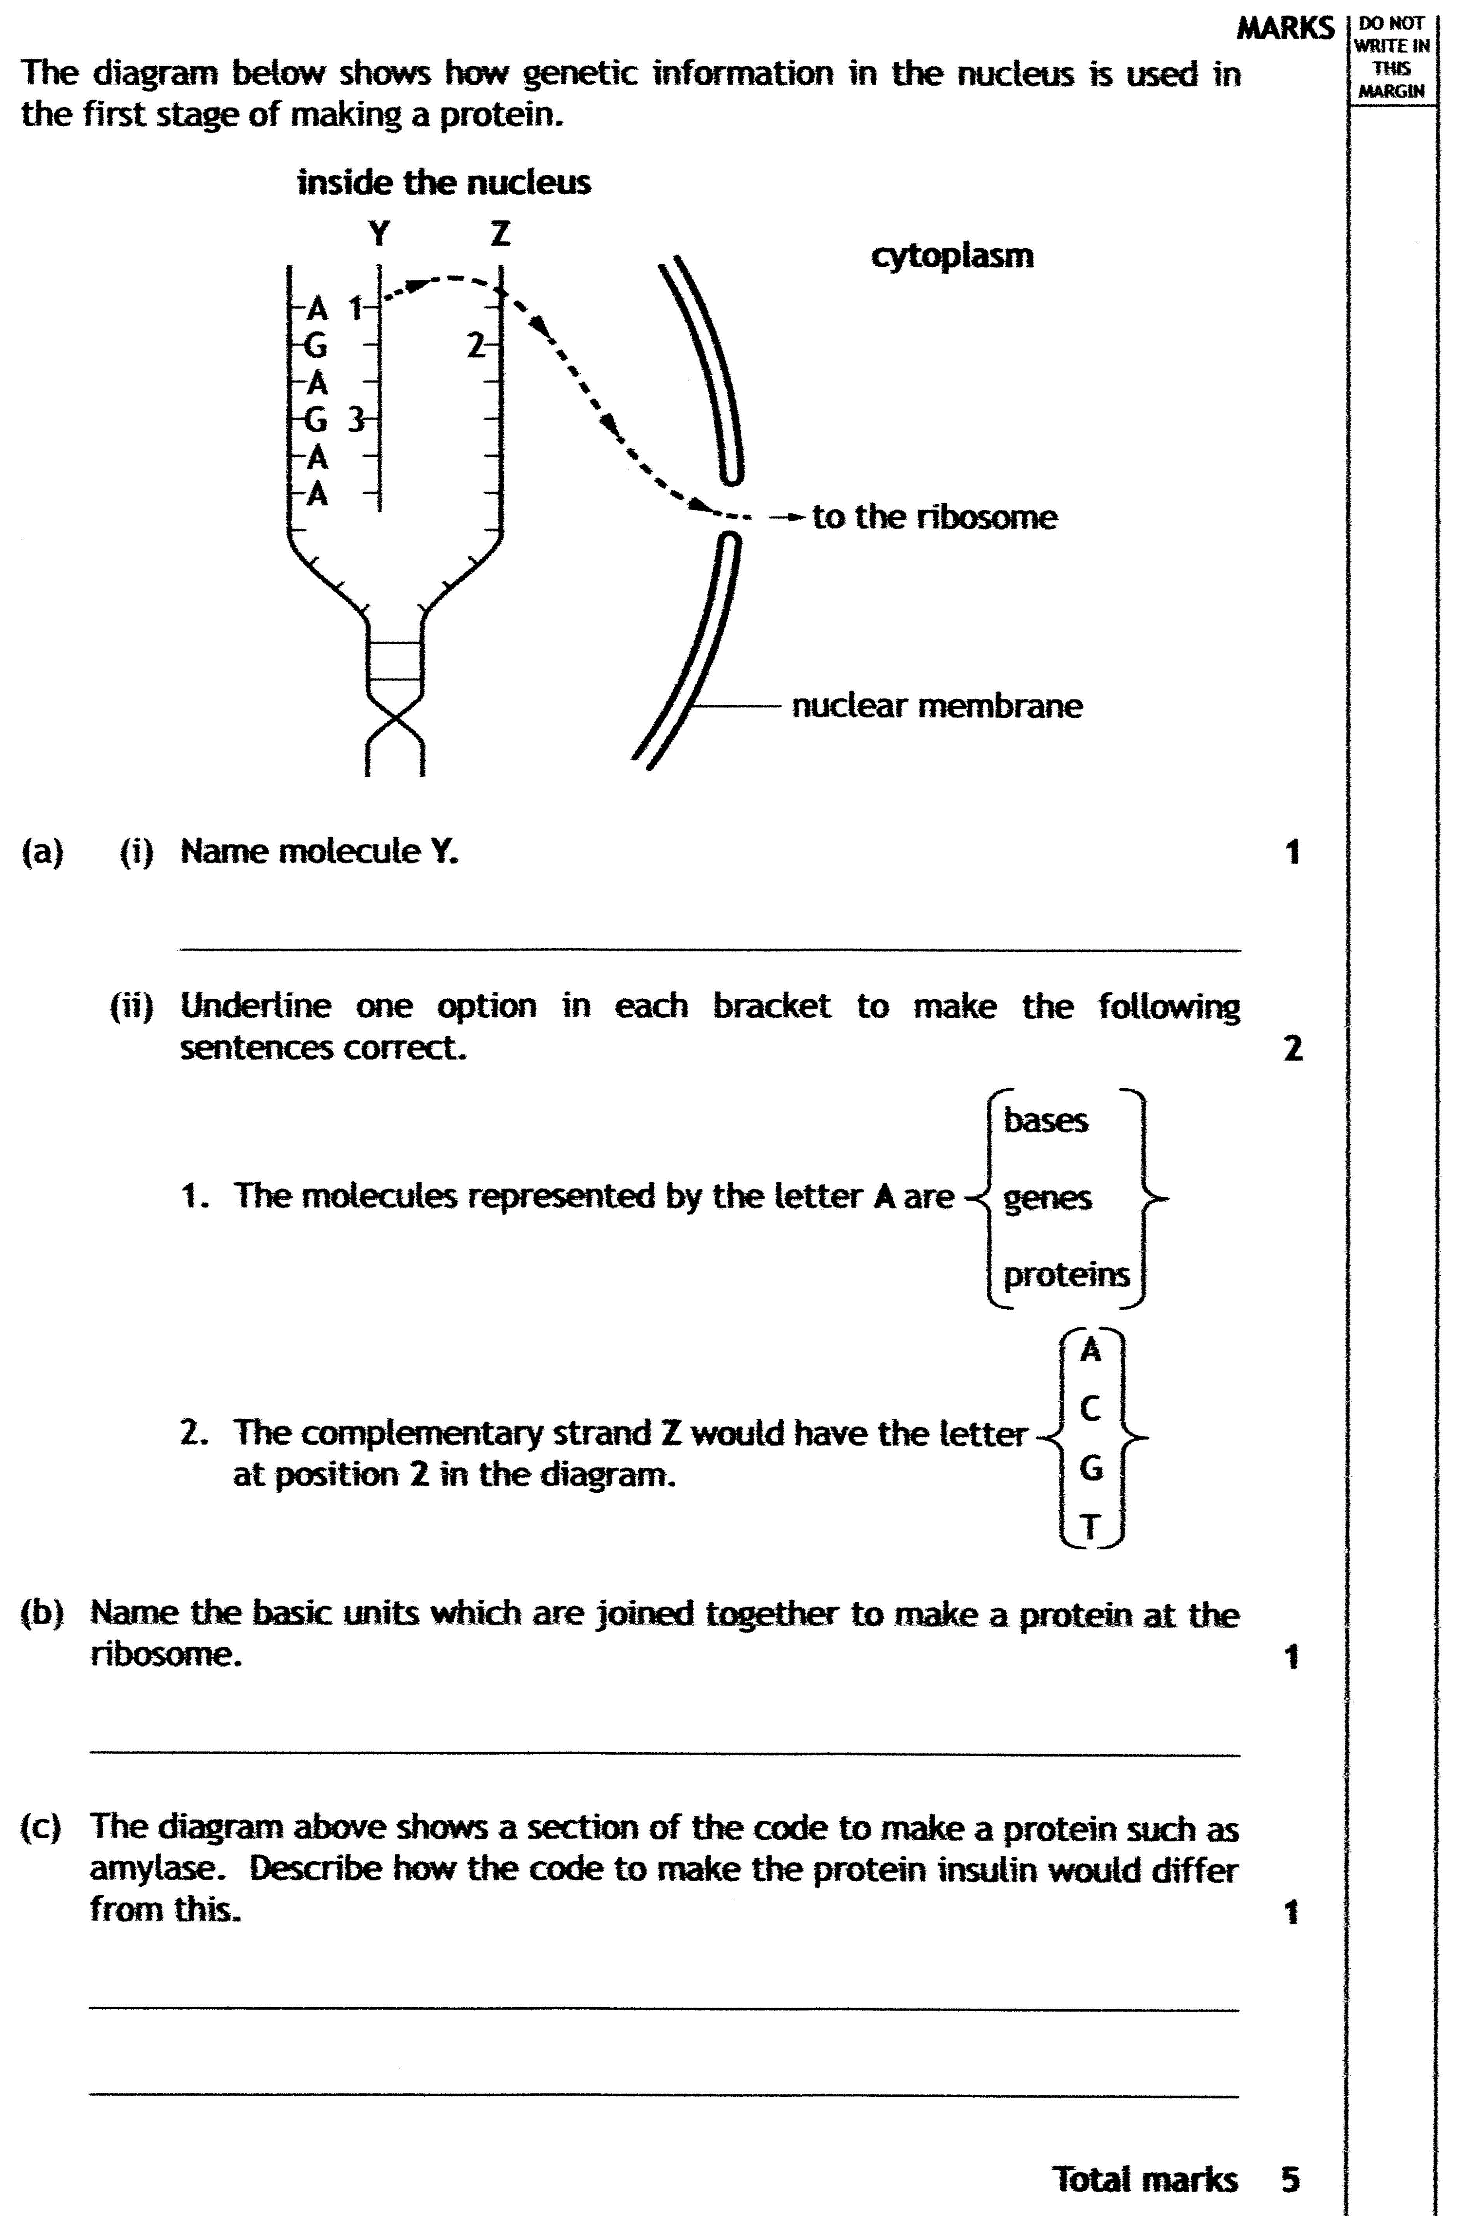 MARKS
DO NOT
WRITE IN
THIS
MARGIN
The diagram below shows how genetic information in the nucleus is used in
the first stage of making a protein.
inside the nucleus
Y Z
cytoplasm
A 1
G 2
A
G 3
A
A
to the ribosome
nuclear membrane
(a) (i) Name molecule Y. 1
(ii) Underline one option in each bracket to make the following
sentences correct. 2
bases
1. The molecules represented by the letter A are genes
proteins
A
C
2. The complementary strand Z would have the letter
G
at position 2 in the diagram.
T
(b) Name the basic units which are joined together to make a protein at the
ribosome. 1
(c) The diagram above shows a section of the code to make a protein such as
amylase. Describe how the code to make the protein insulin would differ
from this. 1
Total marks 5